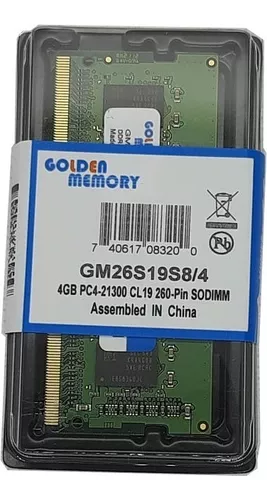 GOLDEN
MEMORY
7 40617 08320 0
GM26S19S8/4
4GB PC4-21300 CL19 260-Pin SODIMM
Assembled IN China